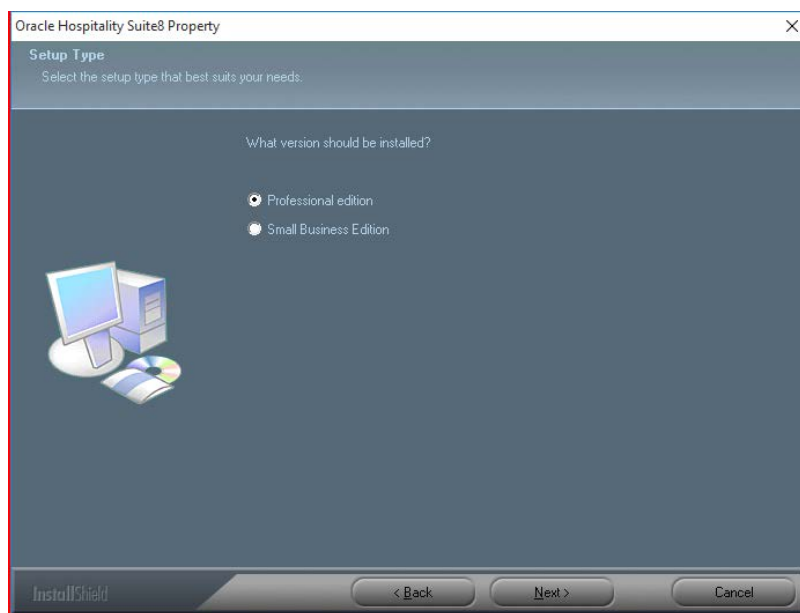 Oracle Hospitality Suite8 Property
Setup Type
Select the setup type that best suits your needs.
What version should be installed?
Professional edition
Small Business Edition
InstallShield
< Back
Next >
Cancel